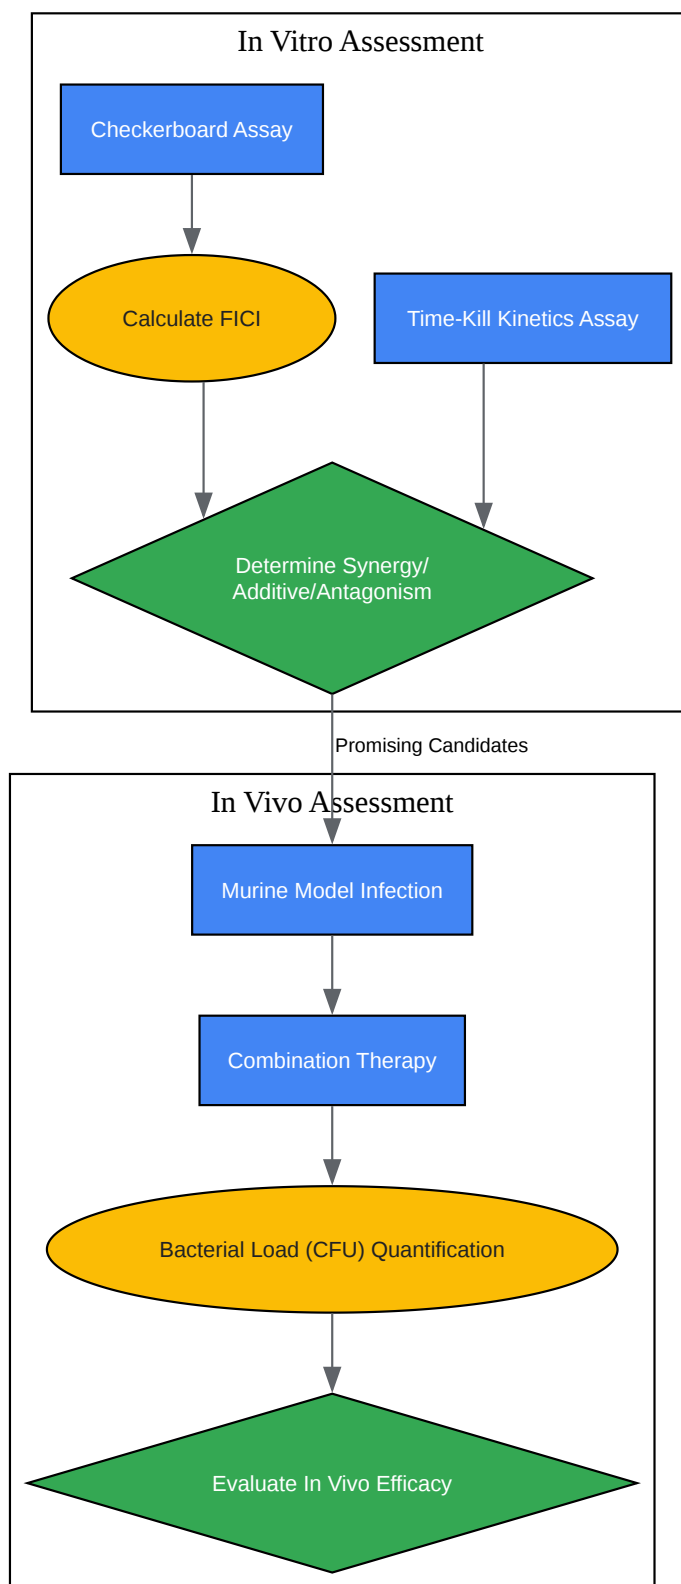 In Vitro Assessment
Checkerboard Assay
Calculate FICI
Time-Kill Kinetics Assay
Determine Synergy/
Additive/Antagonism
Promising Candidates
In Vivo Assessment
Murine Model Infection
Combination Therapy
Bacterial Load (CFU) Quantification
Evaluate In Vivo Efficacy